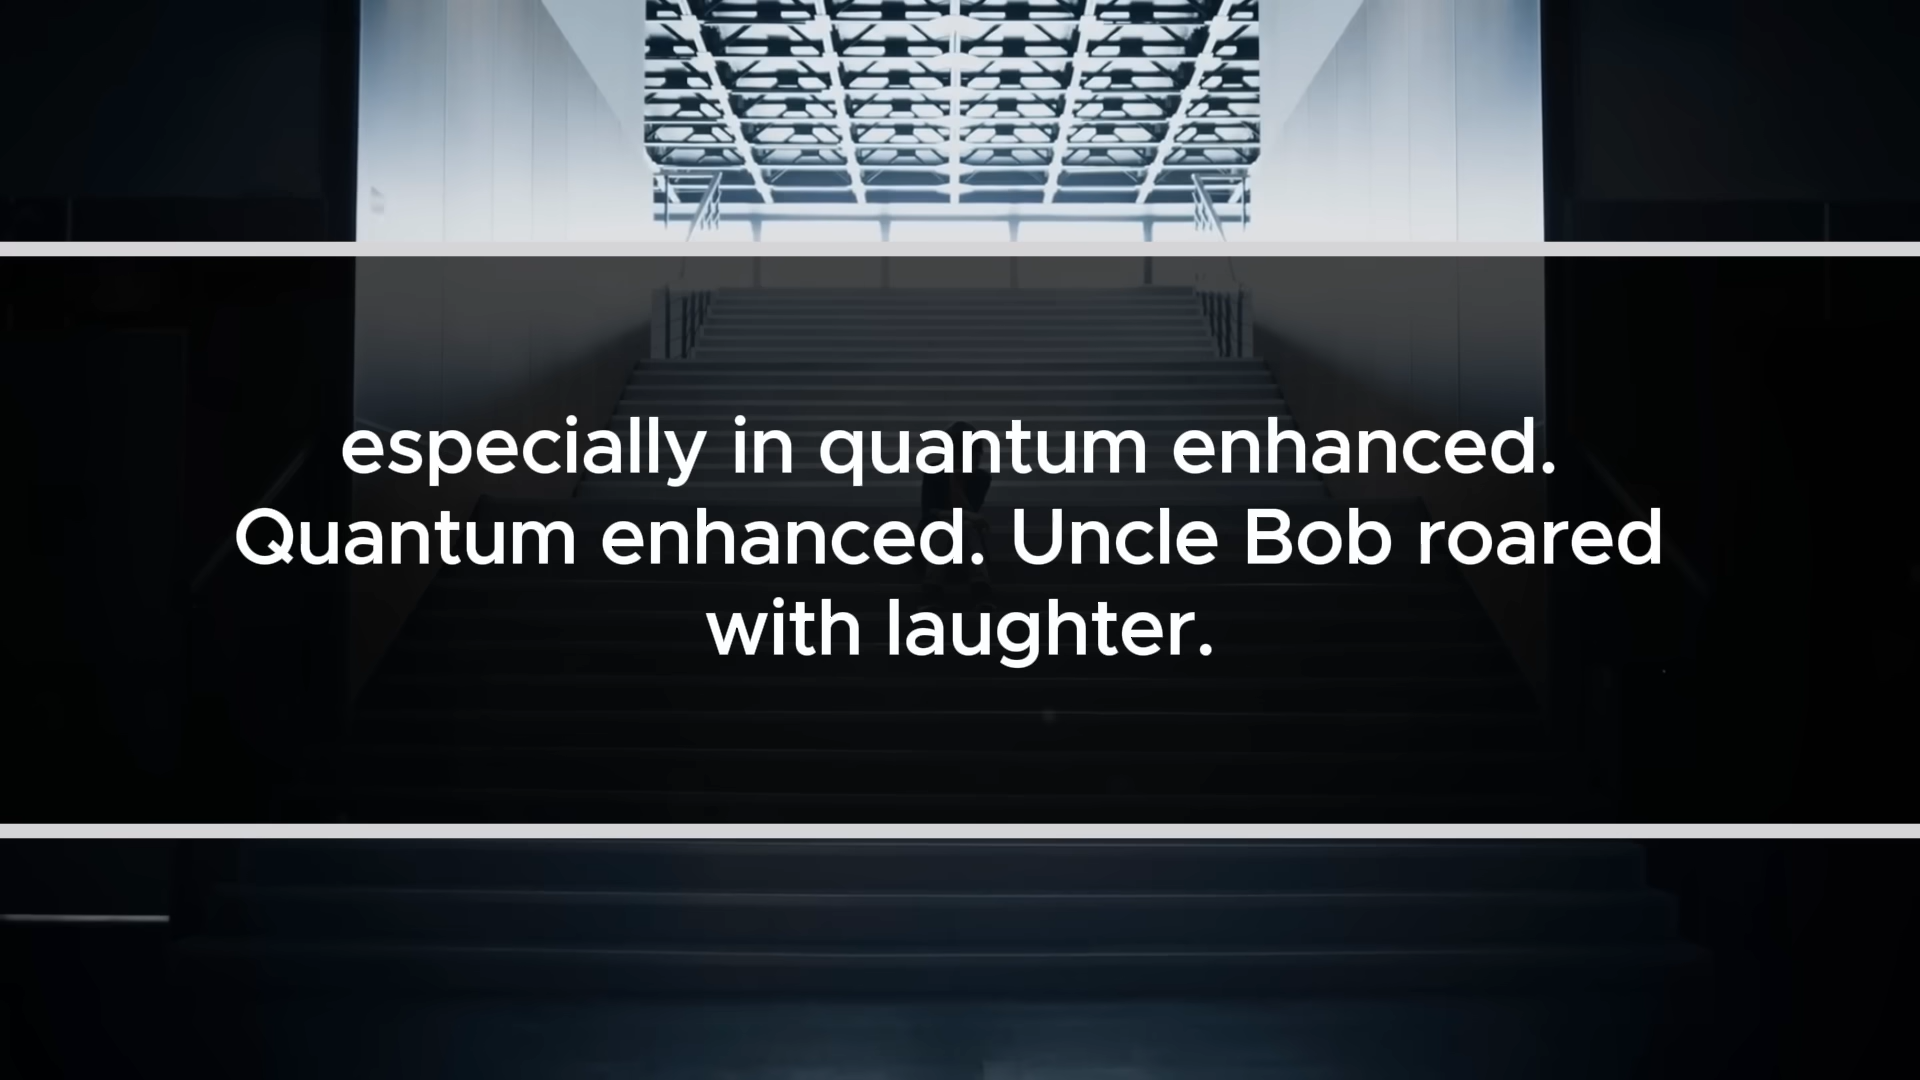 especially in quantum enhanced.
Quantum enhanced. Uncle Bob roared
with laughter.